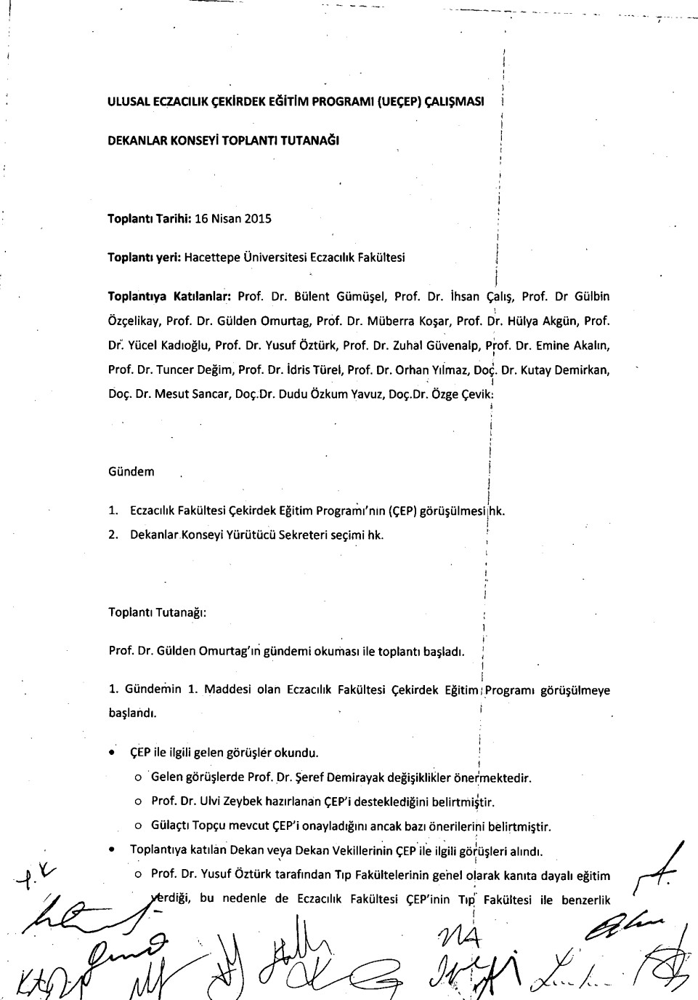 ULUSAL ECZACILIK ÇEKİRDEK EĞİTİM PROGRAMI (UEÇEP) ÇALIŞMASI
DEKANLAR KONSEYİ TOPLANTI TUTANAĞI
Toplantı Tarihi: 16 Nisan 2015
Toplantı yeri: Hacettepe Üniversitesi Eczacılık Fakültesi
Toplantıya Katılanlar: Prof. Dr. Bülent Gümüşel, Prof. Dr. İhsan Çalış, Prof. Dr Gülbin
Özçelikay, Prof. Dr. Gülden Omurtag, Prof. Dr. Müberra Koşar, Prof. Dr. Hülya Akgün, Prof.
Dr. Yücel Kadıoğlu, Prof. Dr. Yusuf Öztürk, Prof. Dr. Zuhal Güvenalp, Prof. Dr. Emine Akalın,
Prof. Dr. Tuncer Değim, Prof. Dr. İdris Türel, Prof. Dr. Orhan Yılmaz, Doç. Dr. Kutay Demirkan,
Doç. Dr. Mesut Sancar, Doç.Dr. Dudu Özkum Yavuz, Doç.Dr. Özge Çevik.
Gündem
1. Eczacılık Fakültesi Çekirdek Eğitim Programı'nın (ÇEP) görüşülmesi hk.
2. Dekanlar Konseyi Yürütücü Sekreteri seçimi hk.
Toplantı Tutanağı:
Prof. Dr. Gülden Omurtag'ın gündemi okuması ile toplantı başladı.
1. Gündemin 1. Maddesi olan Eczacılık Fakültesi Çekirdek Eğitim Programı görüşülmeye
başlandı.
• ÇEP ile ilgili gelen görüşler okundu.
o Gelen görüşlerde Prof. Dr. Şeref Demirayak değişiklikler önermektedir.
o Prof. Dr. Ulvi Zeybek hazırlanan ÇEP'i desteklediğini belirtmiştir.
o Gülaçtı Topçu mevcut ÇEP'i onayladığını ancak bazı önerilerini belirtmiştir.
• Toplantıya katılan Dekan veya Dekan Vekillerinin ÇEP ile ilgili görüşleri alındı.
o Prof. Dr. Yusuf Öztürk tarafından Tıp Fakültelerinin genel olarak kanıta dayalı eğitim
verdiği, bu nedenle de Eczacılık Fakültesi ÇEP'inin Tıp Fakültesi ile benzerlik